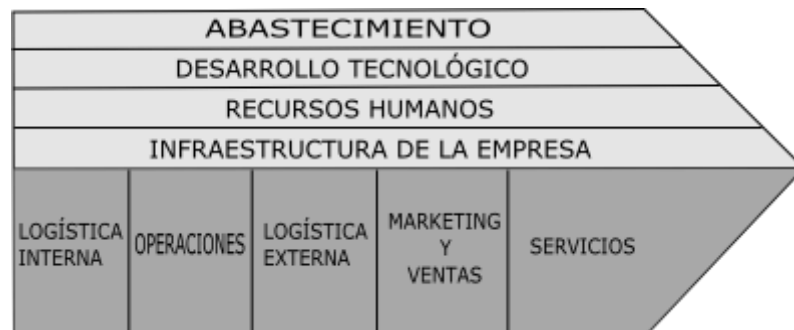 ABASTECIMIENTO
DESARROLLO TECNOLÓGICO
RECURSOS HUMANOS
INFRAESTRUCTURA DE LA EMPRESA
LOGÍSTICA
INTERNA
OPERACIONES
LOGÍSTICA
EXTERNA
MARKETING
Y
VENTAS
SERVICIOS